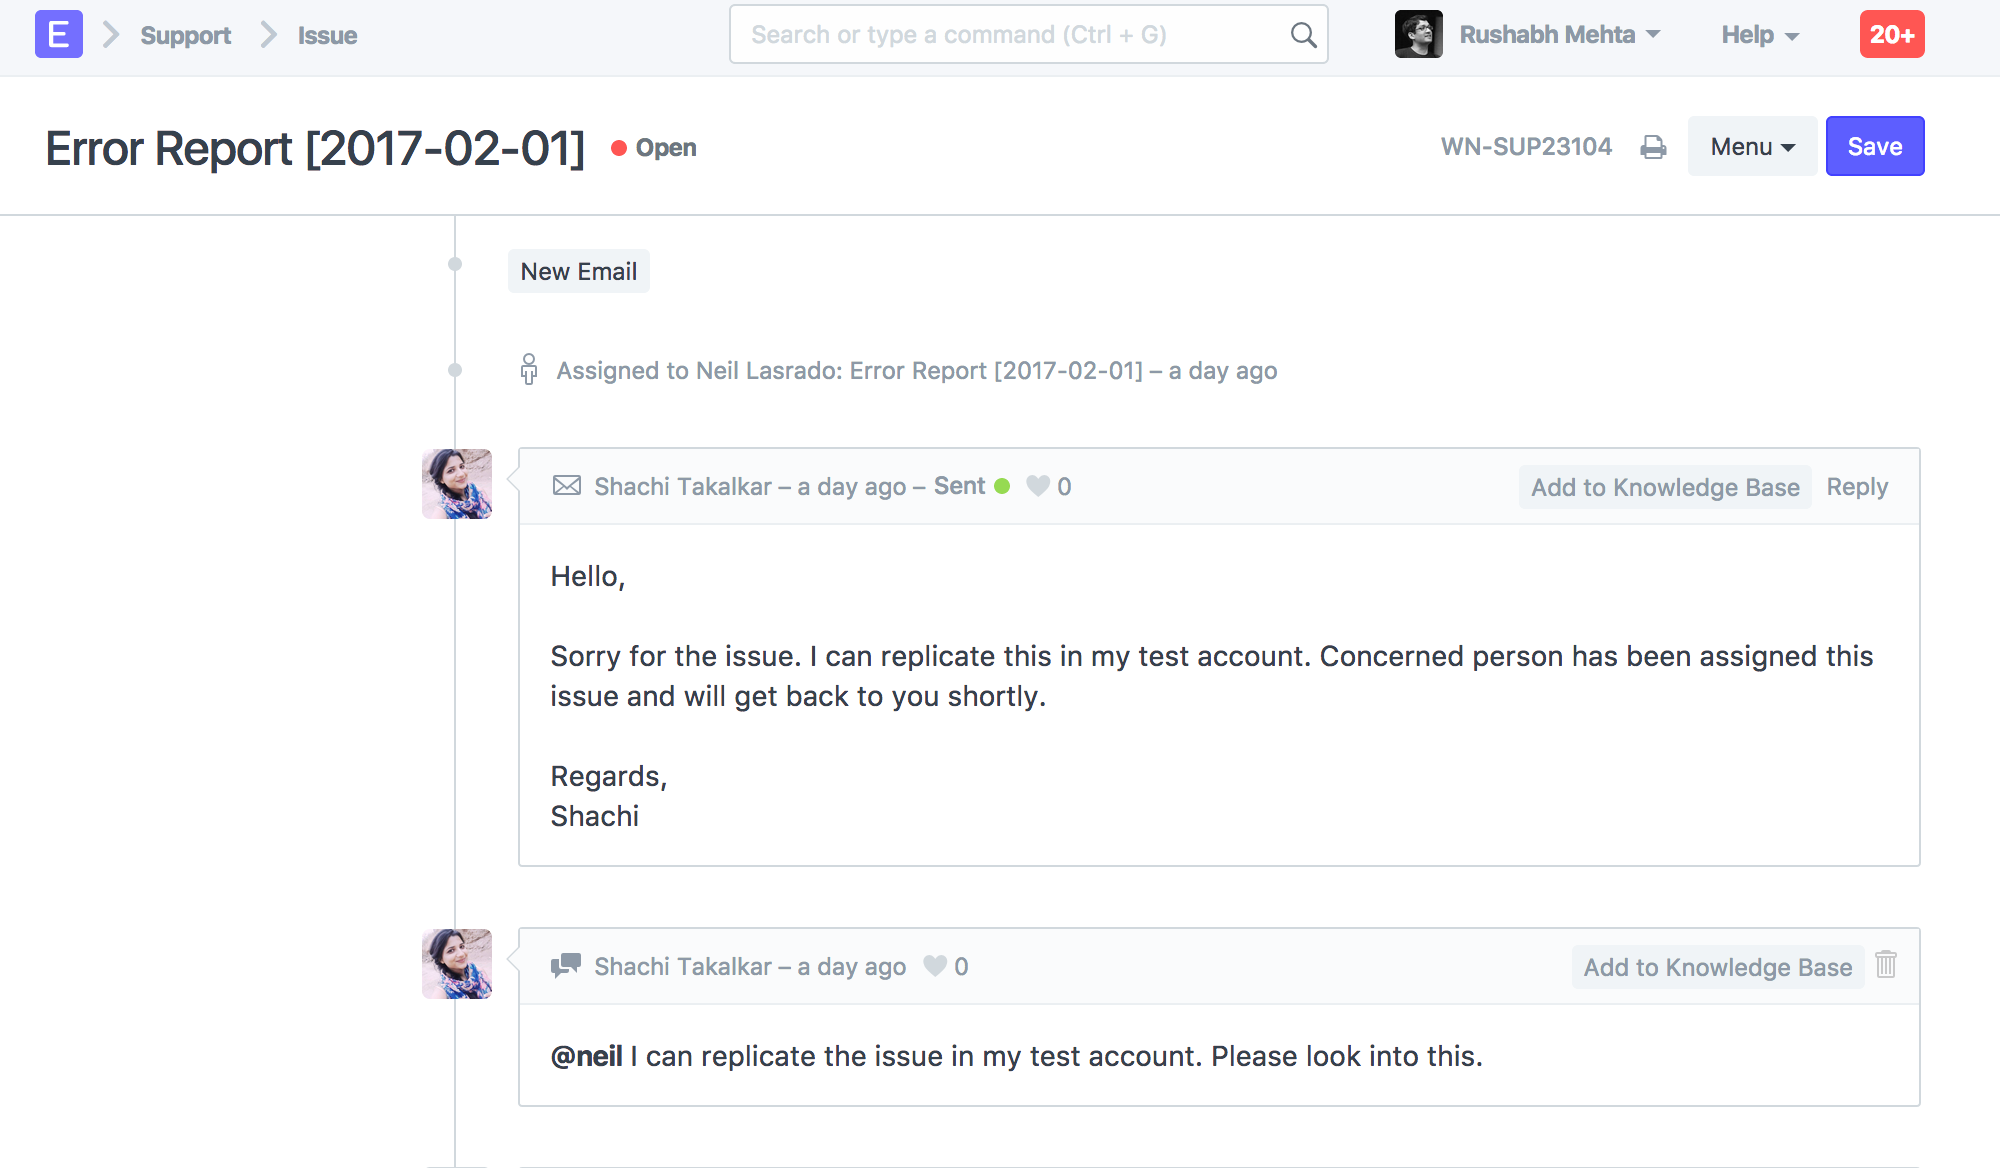 E Support Issue Search or type a command (Ctrl + G) Rushabh Mehta Help 20+
Error Report [2017-02-01] Open WN-SUP23104 Menu Save
New Email
Assigned to Neil Lasrado: Error Report [2017-02-01] – a day ago
Shachi Takalkar – a day ago – Sent 0 Add to Knowledge Base Reply
Hello,
Sorry for the issue. I can replicate this in my test account. Concerned person has been assigned this
issue and will get back to you shortly.
Regards,
Shachi
Shachi Takalkar – a day ago 0 Add to Knowledge Base
@neil I can replicate the issue in my test account. Please look into this.